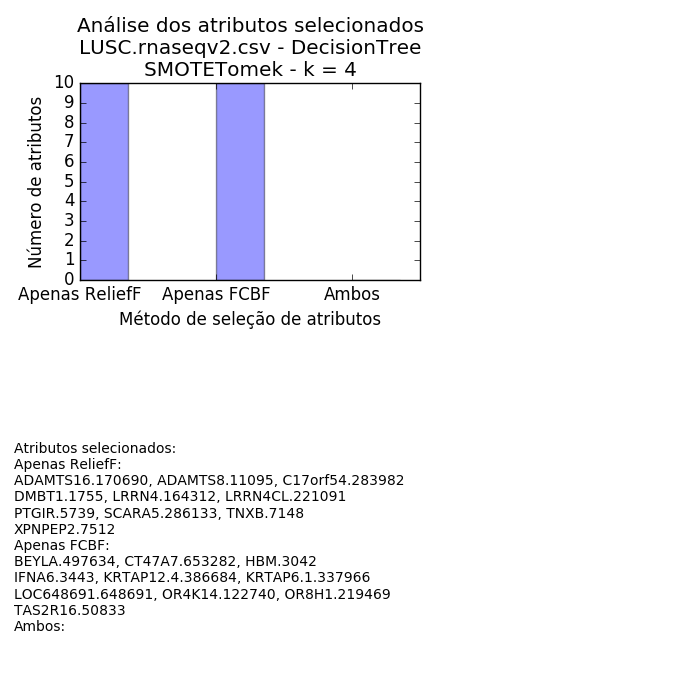 Análise dos atributos selecionados
LUSC.rnaseqv2.csv - DecisionTree
SMOTETomek - k = 4
Número de atributos
10
9
8
7
6
5
4
3
2
1
0
Apenas ReliefF
Apenas FCBF
Ambos
Método de seleção de atributos
Atributos selecionados:
Apenas ReliefF:
ADAMTS16.170690, ADAMTS8.11095, C17orf54.283982
DMBT1.1755, LRRN4.164312, LRRN4CL.221091
PTGIR.5739, SCARA5.286133, TNXB.7148
XPNPEP2.7512
Apenas FCBF:
BEYLA.497634, CT47A7.653282, HBM.3042
IFNA6.3443, KRTAP12.4.386684, KRTAP6.1.337966
LOC648691.648691, OR4K14.122740, OR8H1.219469
TAS2R16.50833
Ambos: